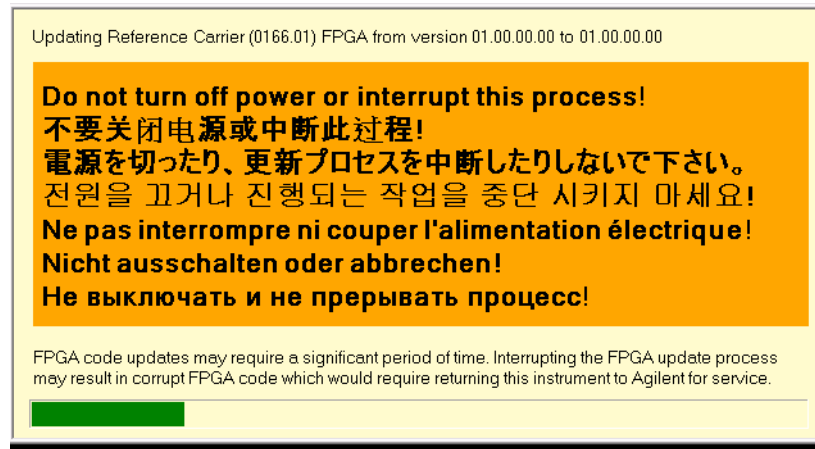 Updating Reference Carrier (0166.01) FPGA from version 01.00.00.00 to 01.00.00.00
Do not turn off power or interrupt this process!
不要关闭电源或中断此过程!
電源を切ったり、更新プロセスを中断したりしないで下さい。
전원을 끄거나 진행되는 작업을 중단 시키지 마세요!
Ne pas interrompre ni couper l'alimentation électrique!
Nicht ausschalten oder abbrechen!
Не выключать и не прерывать процесс!
FPGA code updates may require a significant period of time. Interrupting the FPGA update process
may result in corrupt FPGA code which would require returning this instrument to Agilent for service.